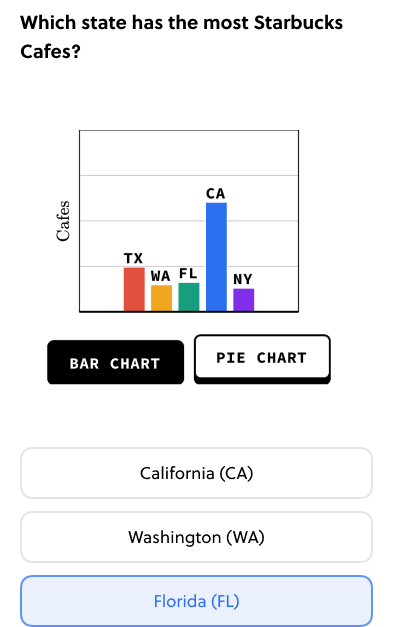 Which state has the most Starbucks
Cafes?
CA
TX
WA
FL
NY
Cafes
BAR CHART
PIE CHART
California (CA)
Washington (WA)
Florida (FL)